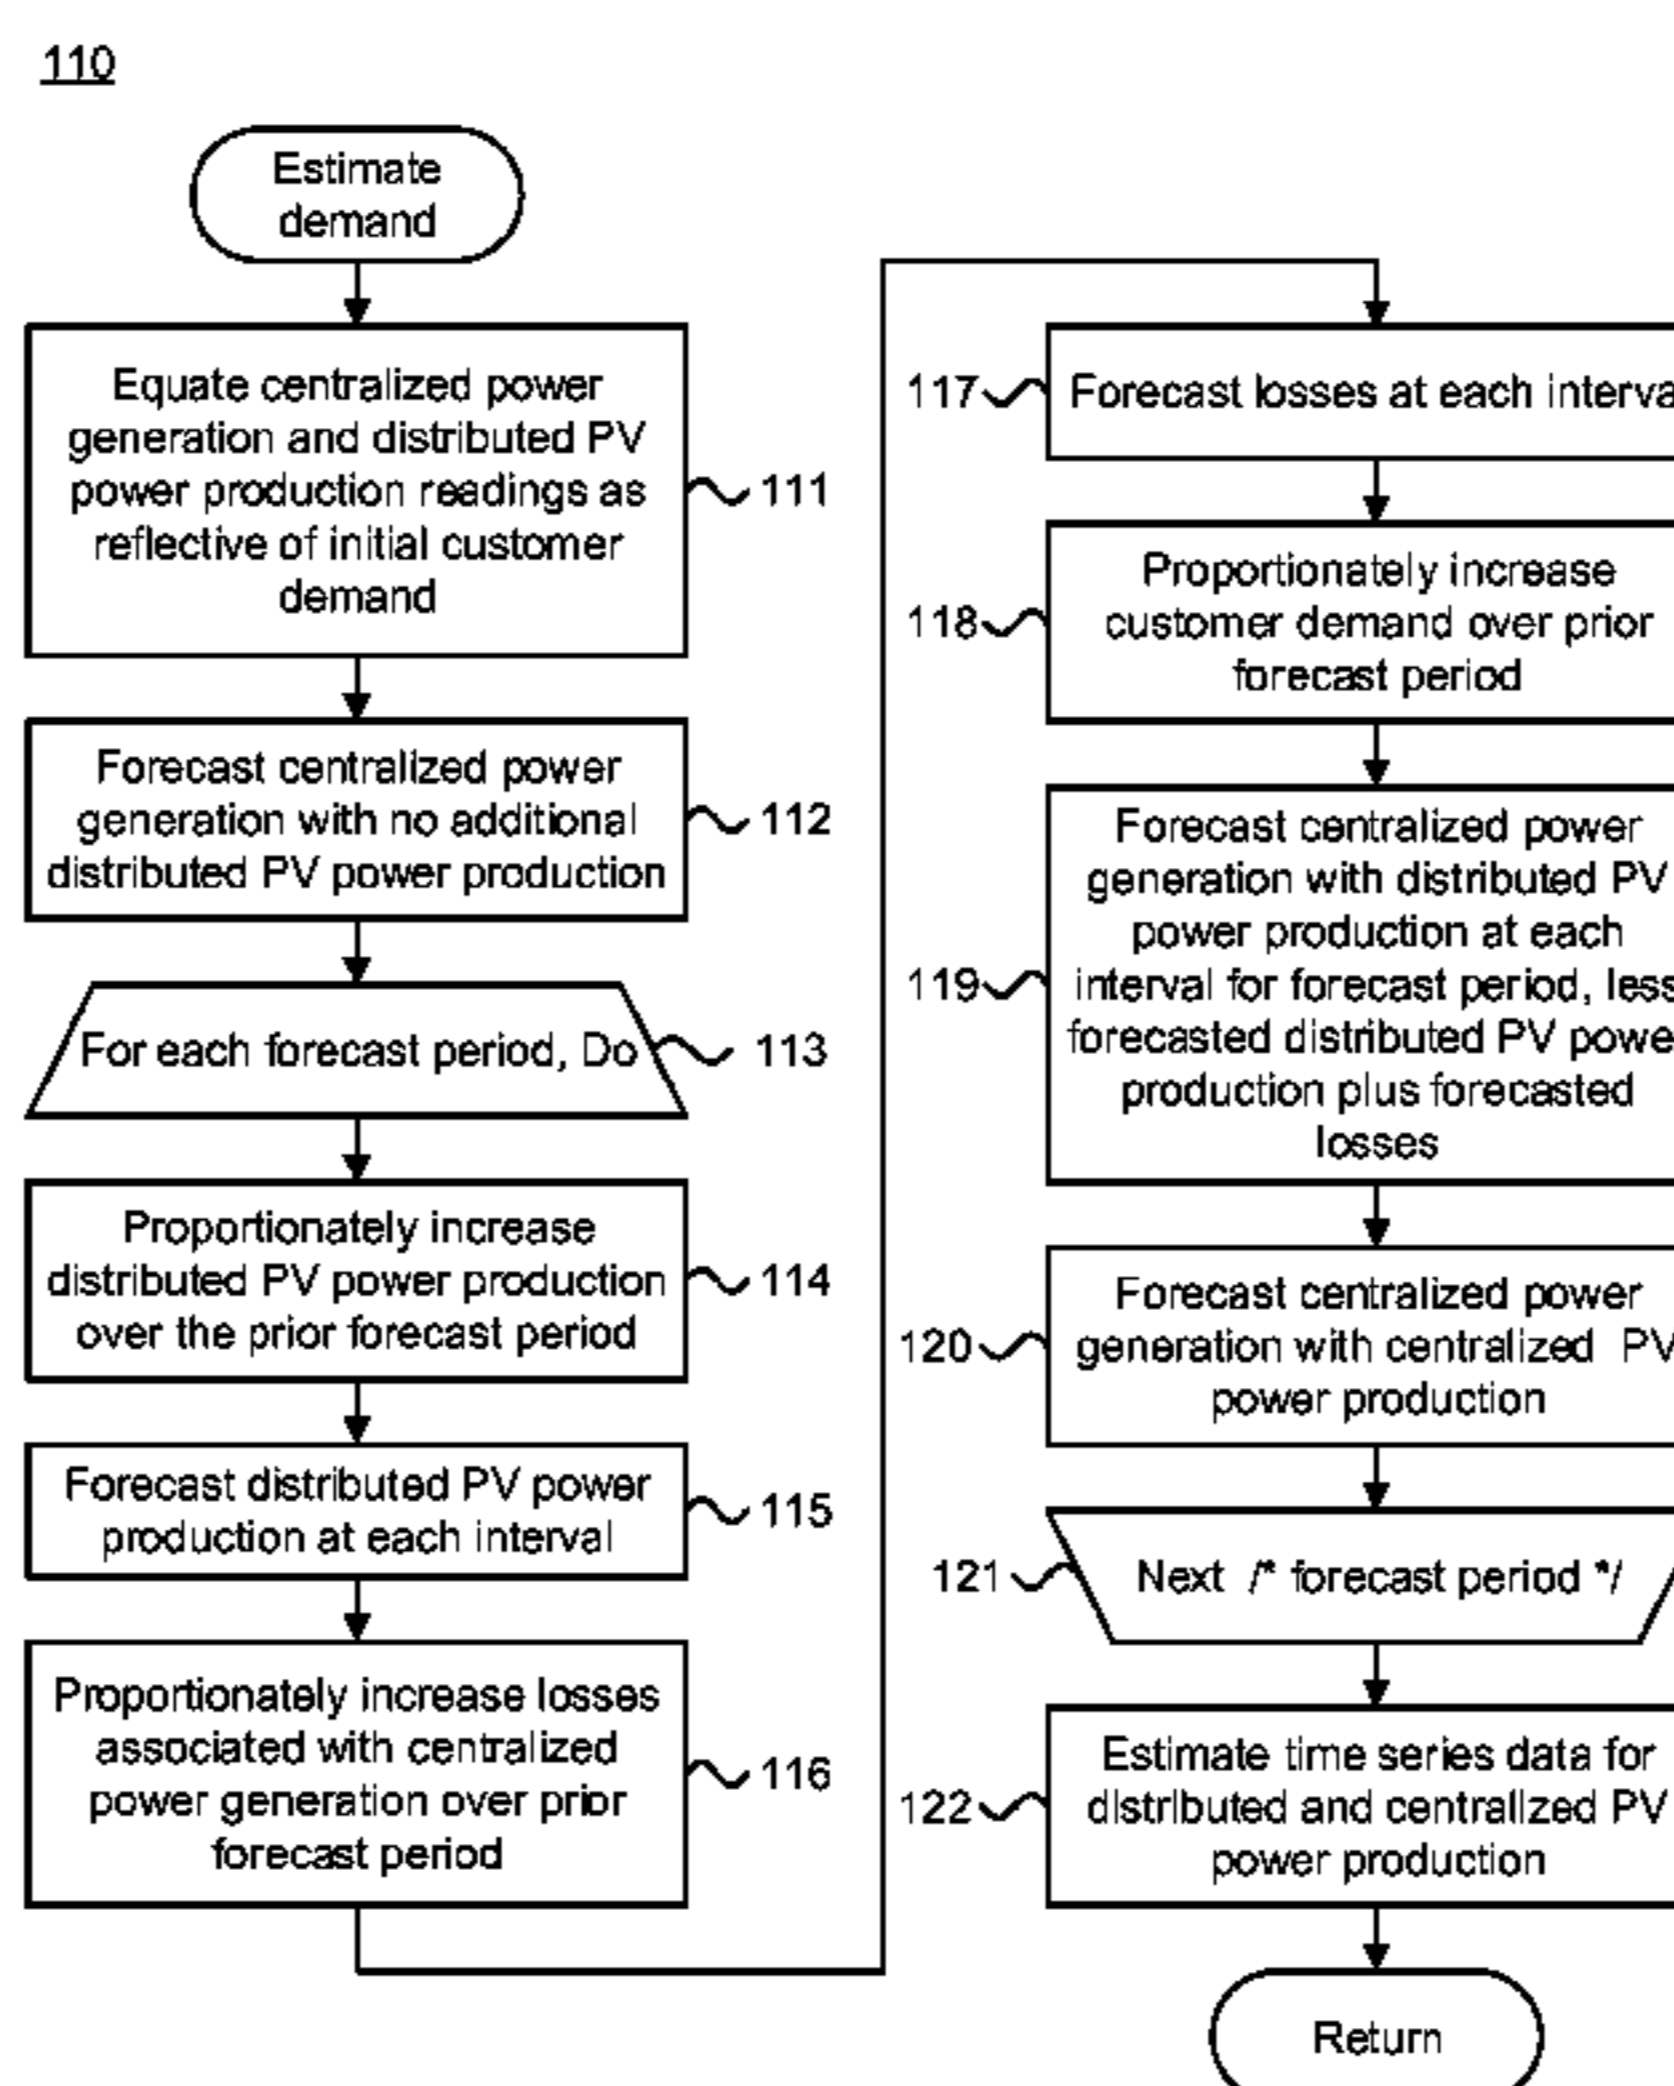 110
Estimate
demand
Equate centralized power
generation and distributed PV
power production readings as
reflective of initial customer
demand
111
Forecast centralized power
generation with no additional
distributed PV power production
112
For each forecast period, Do
113
Proportionately increase
distributed PV power production
over the prior forecast period
114
Forecast distributed PV power
production at each interval
115
Proportionately increase losses
associated with centralized
power generation over prior
forecast period
116
117
Forecast losses at each interva
118
Proportionately increase
customer demand over prior
forecast period
119
Forecast centralized power
generation with distributed PV
power production at each
interval for forecast period, less
forecasted distributed PV powe
production plus forecasted
losses
120
Forecast centralized power
generation with centralized PV
power production
121
Next /* forecast period */
122
Estimate time series data for
distributed and centralized PV
power production
Return